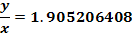 y/x = 1.905206408